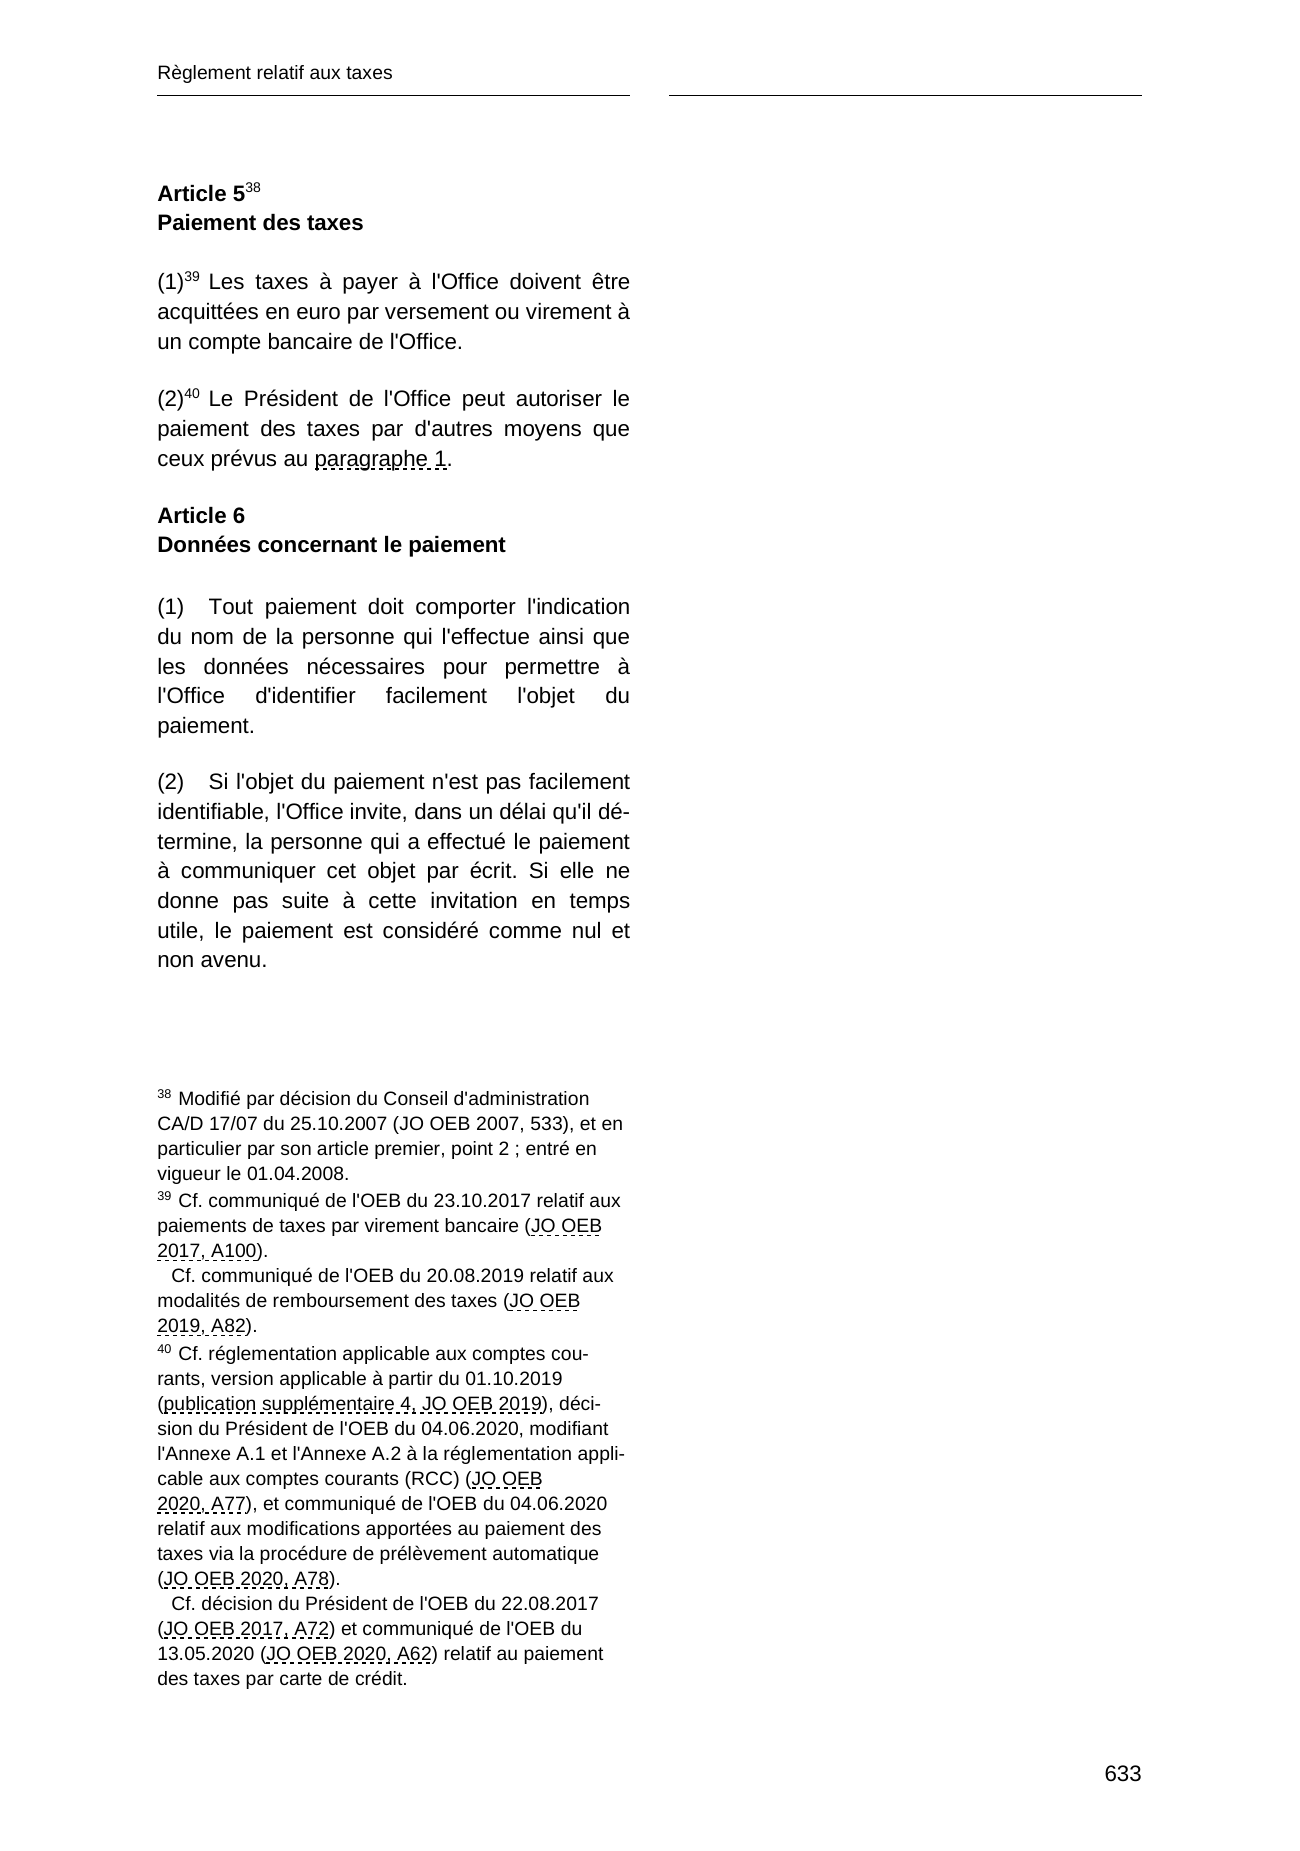 Règlement relatif aux taxes
Article 5³⁸
Paiement des taxes
(1)³⁹ Les taxes à payer à l'Office doivent être
acquittées en euro par versement ou virement à
un compte bancaire de l'Office.
(2)⁴⁰ Le Président de l'Office peut autoriser le
paiement des taxes par d'autres moyens que
ceux prévus au paragraphe 1.
Article 6
Données concernant le paiement
(1) Tout paiement doit comporter l'indication
du nom de la personne qui l'effectue ainsi que
les données nécessaires pour permettre à
l'Office d'identifier facilement l'objet du
paiement.
(2) Si l'objet du paiement n'est pas facilement
identifiable, l'Office invite, dans un délai qu'il dé-
termine, la personne qui a effectué le paiement
à communiquer cet objet par écrit. Si elle ne
donne pas suite à cette invitation en temps
utile, le paiement est considéré comme nul et
non avenu.
³⁸ Modifié par décision du Conseil d'administration
CA/D 17/07 du 25.10.2007 (JO OEB 2007, 533), et en
particulier par son article premier, point 2 ; entré en
vigueur le 01.04.2008.
³⁹ Cf. communiqué de l'OEB du 23.10.2017 relatif aux
paiements de taxes par virement bancaire (JO OEB
2017, A100).
Cf. communiqué de l'OEB du 20.08.2019 relatif aux
modalités de remboursement des taxes (JO OEB
2019, A82).
⁴⁰ Cf. réglementation applicable aux comptes cou-
rants, version applicable à partir du 01.10.2019
(publication supplémentaire 4, JO OEB 2019), déci-
sion du Président de l'OEB du 04.06.2020, modifiant
l'Annexe A.1 et l'Annexe A.2 à la réglementation appli-
cable aux comptes courants (RCC) (JO OEB
2020, A77), et communiqué de l'OEB du 04.06.2020
relatif aux modifications apportées au paiement des
taxes via la procédure de prélèvement automatique
(JO OEB 2020, A78).
Cf. décision du Président de l'OEB du 22.08.2017
(JO OEB 2017, A72) et communiqué de l'OEB du
13.05.2020 (JO OEB 2020, A62) relatif au paiement
des taxes par carte de crédit.
633